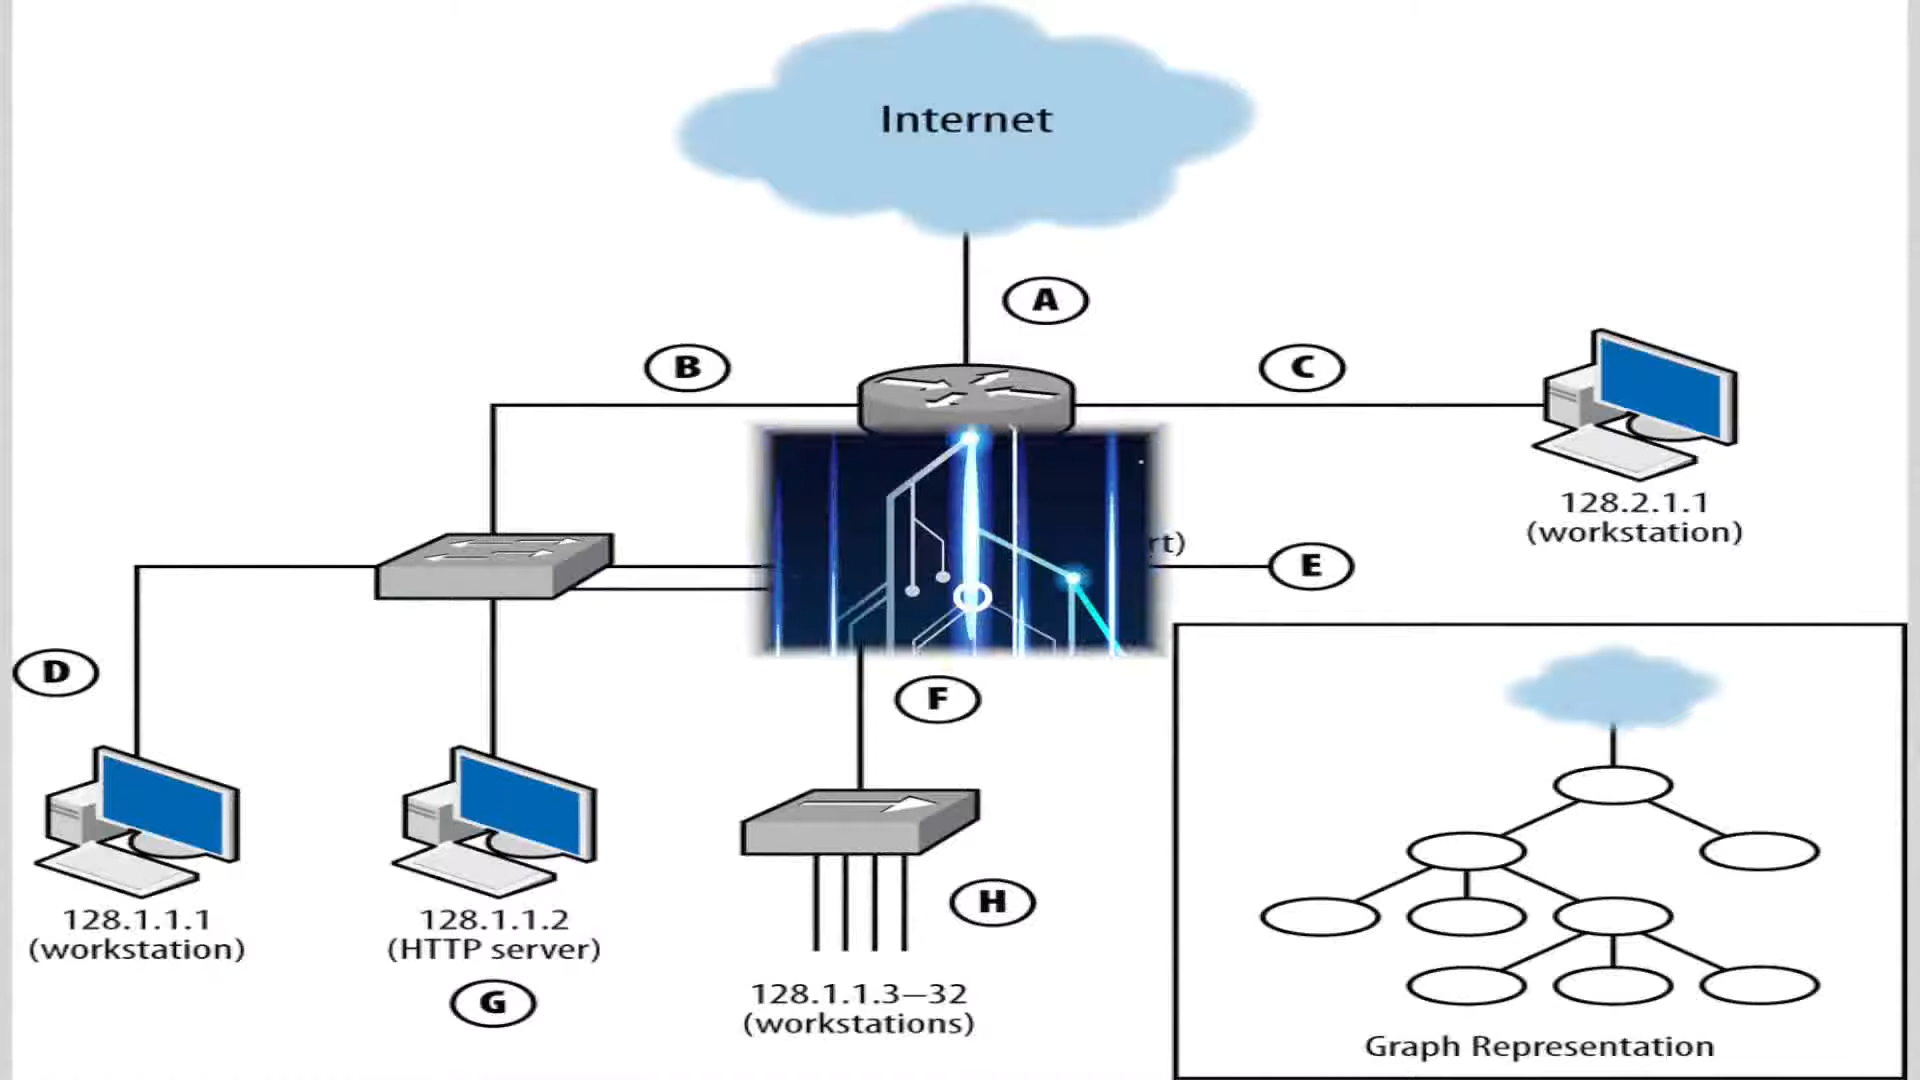 Internet
A
B
C
128.2.1.1
(workstation)
rt)
E
D
F
128.1.1.1
(workstation)
128.1.1.2
(HTTP server)
G
H
128.1.1.3–32
(workstations)
Graph Representation